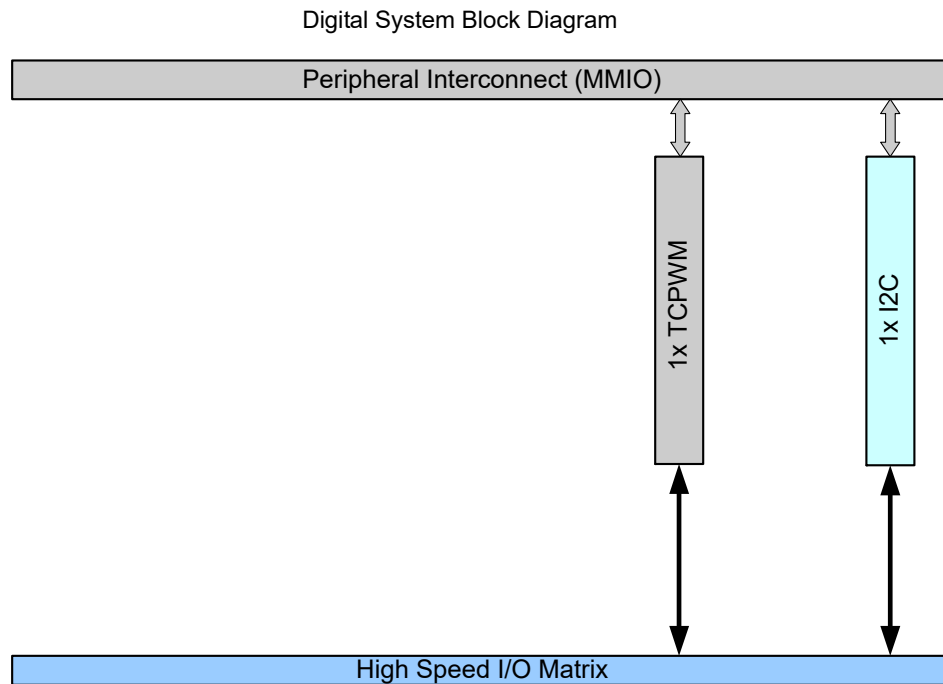 Digital System Block Diagram
Peripheral Interconnect (MMIO)
1x TCPWM
1x I2C
High Speed I/O Matrix